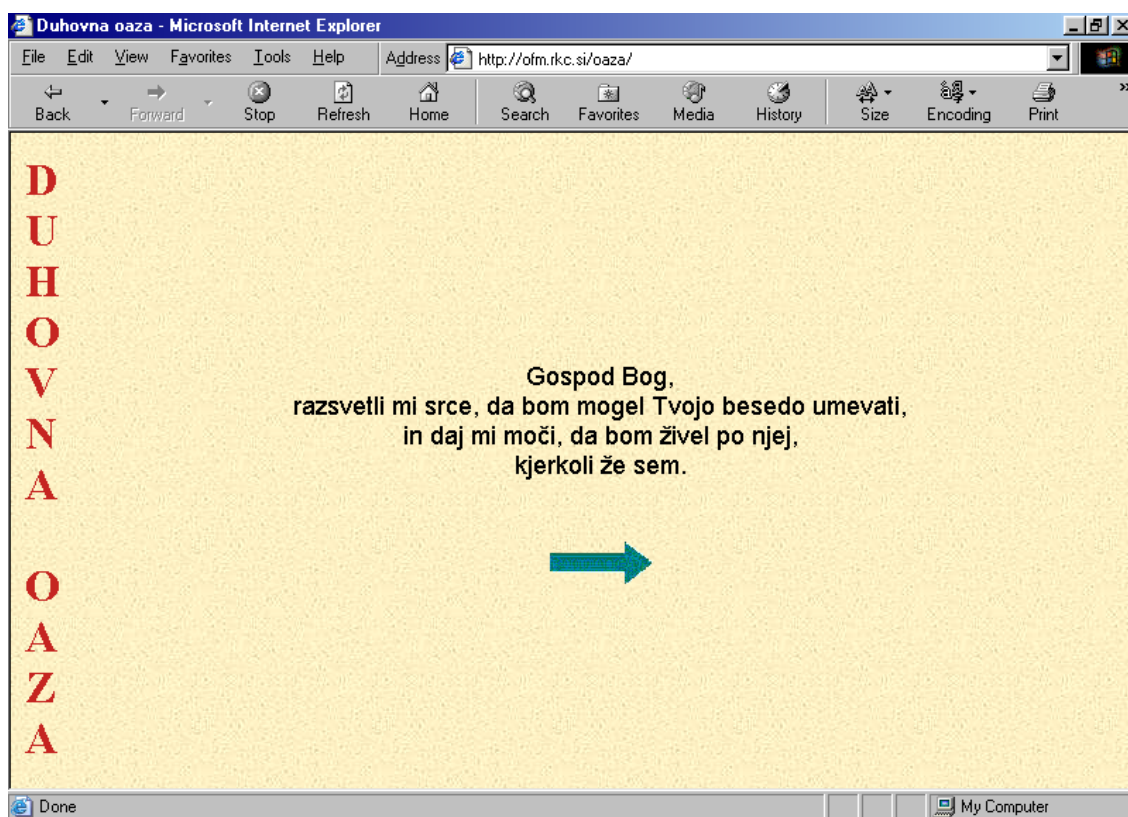 Duhovna oaza - Microsoft Internet Explorer
File Edit View Favorites Tools Help Address http://ofm.rkc.si/oaza/
Back Forward Stop Refresh Home Search Favorites Media History Size Encoding Print »
D
U
H
O
V
N
A
O
A
Z
A
Gospod Bog,
razsvetli mi srce, da bom mogel Tvojo besedo umevati,
in daj mi moči, da bom živel po njej,
kjerkoli že sem.
Done My Computer